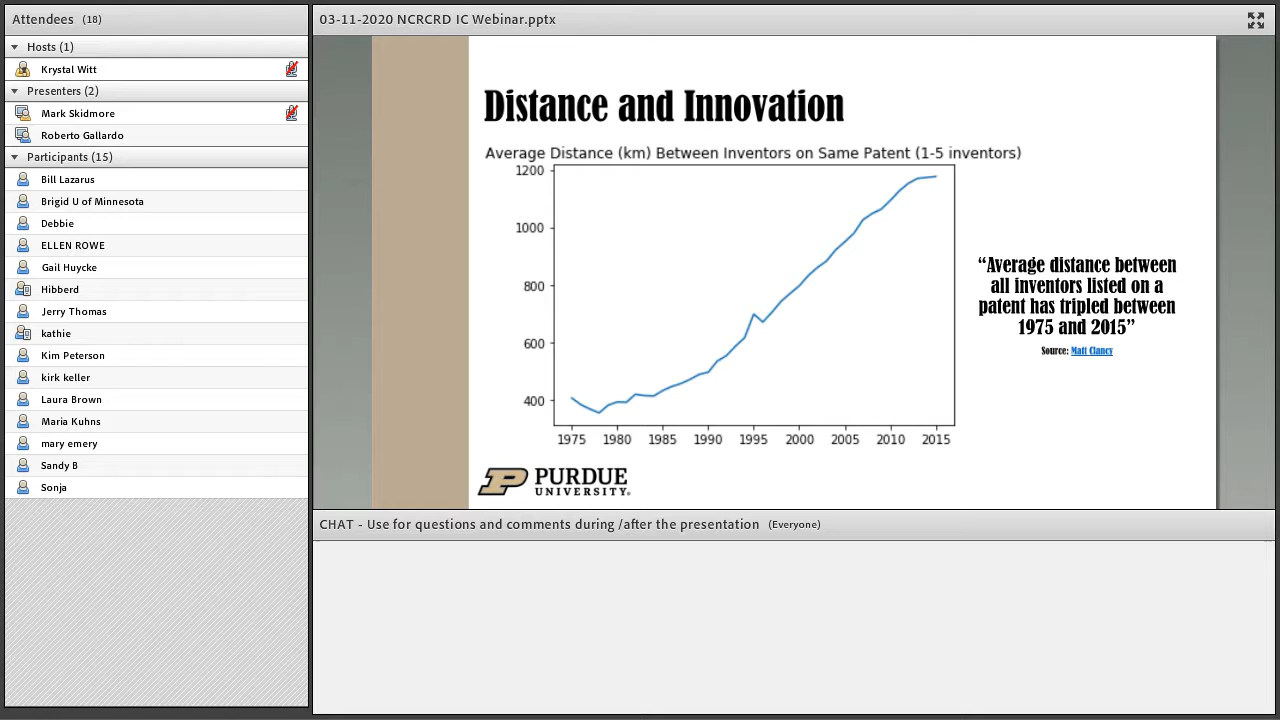 Attendees (18)
Hosts (1)
Krystal Witt
Presenters (2)
Mark Skidmore
Roberto Gallardo
Participants (15)
Bill Lazarus
Brigid U of Minnesota
Debbie
ELLEN ROWE
Gail Huycke
Hibberd
Jerry Thomas
kathie
Kim Peterson
kirk keller
Laura Brown
Maria Kuhns
mary emery
Sandy B
Sonja
03-11-2020 NCRCRD IC Webinar.pptx
Distance and Innovation
Average Distance (km) Between Inventors on Same Patent (1-5 inventors)
1200
1000
800
600
400
1975 1980 1985 1990 1995 2000 2005 2010 2015
“Average distance between
all inventors listed on a
patent has tripled between
1975 and 2015”
Source: Matt Clancy
P PURDUE
UNIVERSITY.
CHAT - Use for questions and comments during /after the presentation (Everyone)